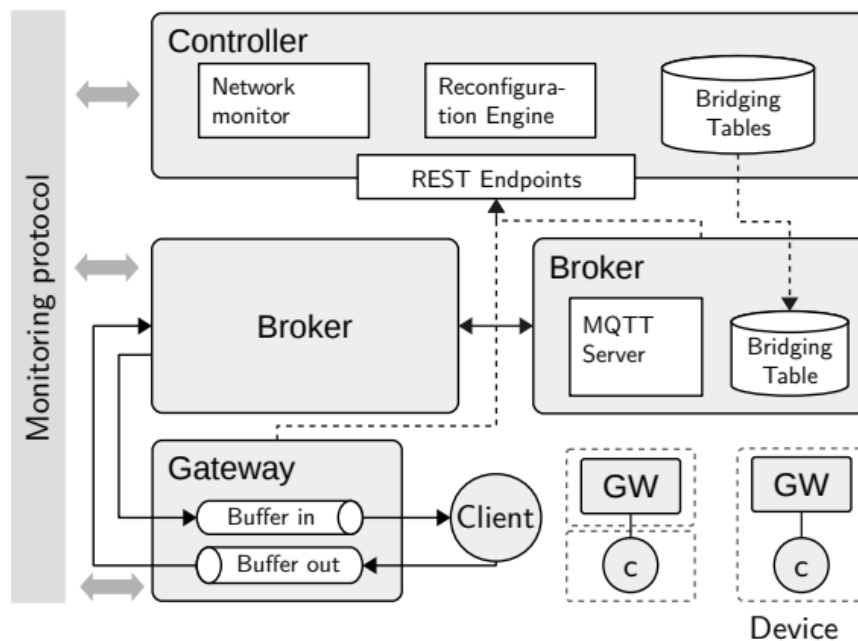 Monitoring protocol
Controller
Network
monitor
Reconfigura-
tion Engine
Bridging
Tables
REST Endpoints
Broker
Broker
MQTT
Server
Bridging
Table
Gateway
Buffer in
Buffer out
Client
GW
c
GW
c
Device